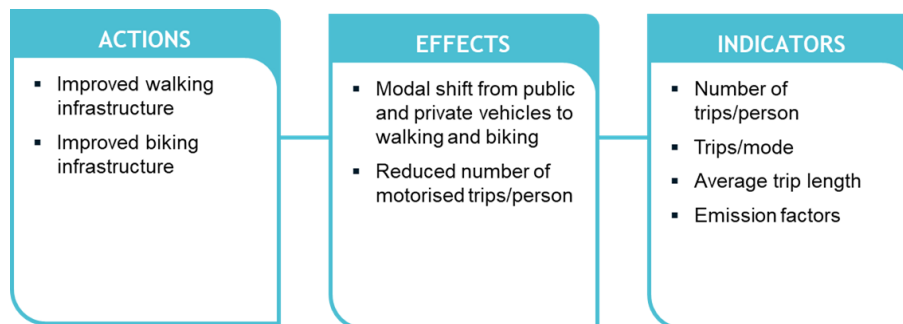 ACTIONS
▪ Improved walking
infrastructure
▪ Improved biking
infrastructure
EFFECTS
▪ Modal shift from public
and private vehicles to
walking and biking
▪ Reduced number of
motorised trips/person
INDICATORS
▪ Number of
trips/person
▪ Trips/mode
▪ Average trip length
▪ Emission factors